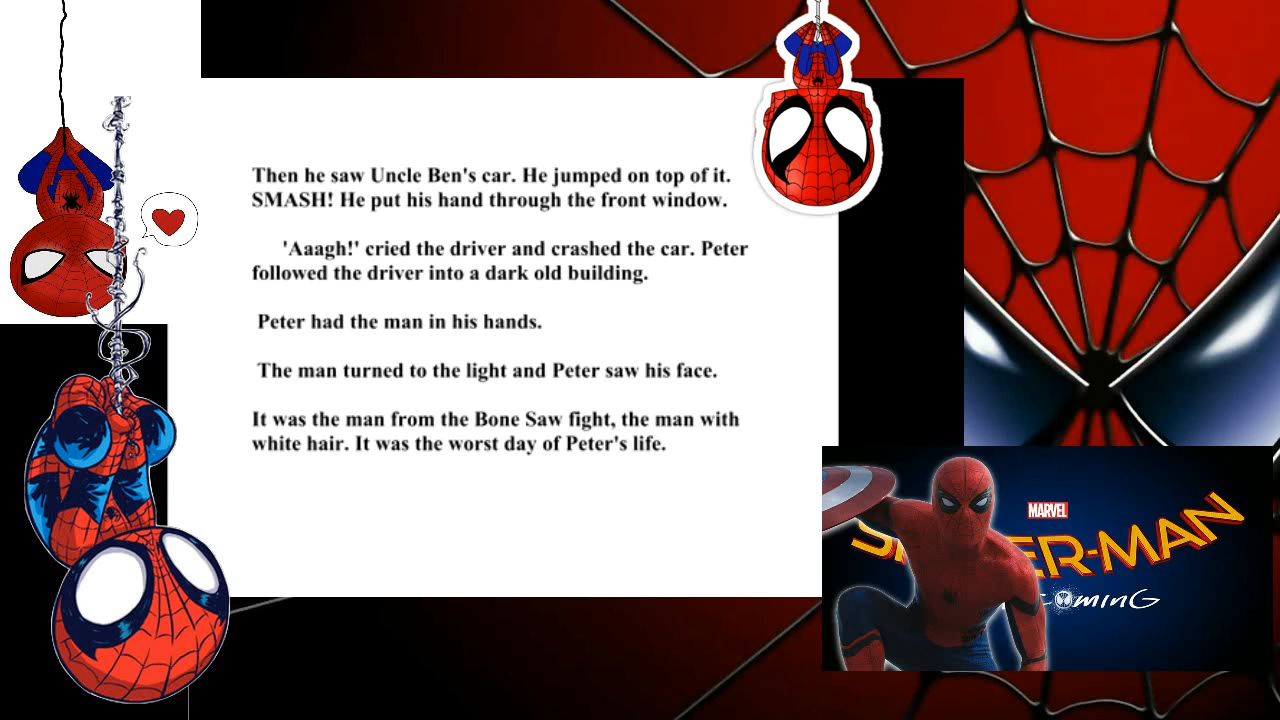 Then he saw Uncle Ben's car. He jumped on top of it.
SMASH! He put his hand through the front window.
'Aaagh!' cried the driver and crashed the car. Peter
followed the driver into a dark old building.
Peter had the man in his hands.
The man turned to the light and Peter saw his face.
It was the man from the Bone Saw fight, the man with
white hair. It was the worst day of Peter's life.
MARVEL